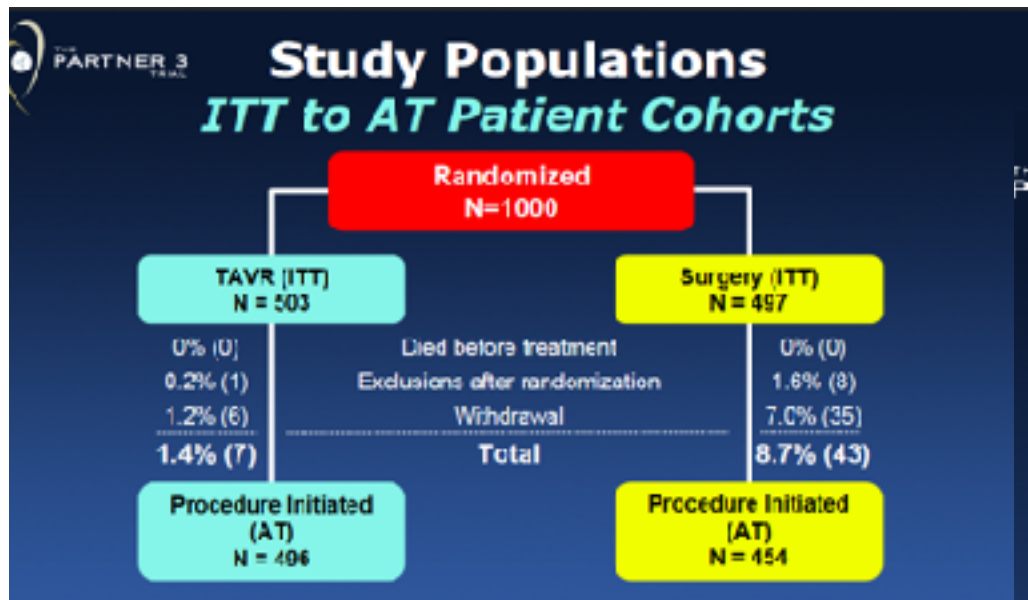 THE
PARTNER 3
TRIAL
Study Populations
ITT to AT Patient Cohorts
Randomized
N=1000
TAVR (ITT)
N = 503
Surgery (ITT)
N = 497
0% (0) Died before treatment 0% (0)
0.2% (1) Exclusions after randomization 1.6% (8)
1.2% (6) Withdrawal 7.0% (35)
1.4% (7) Total 8.7% (43)
Procedure Initiated
(AT)
N = 496
Procedure Initiated
(AT)
N = 454